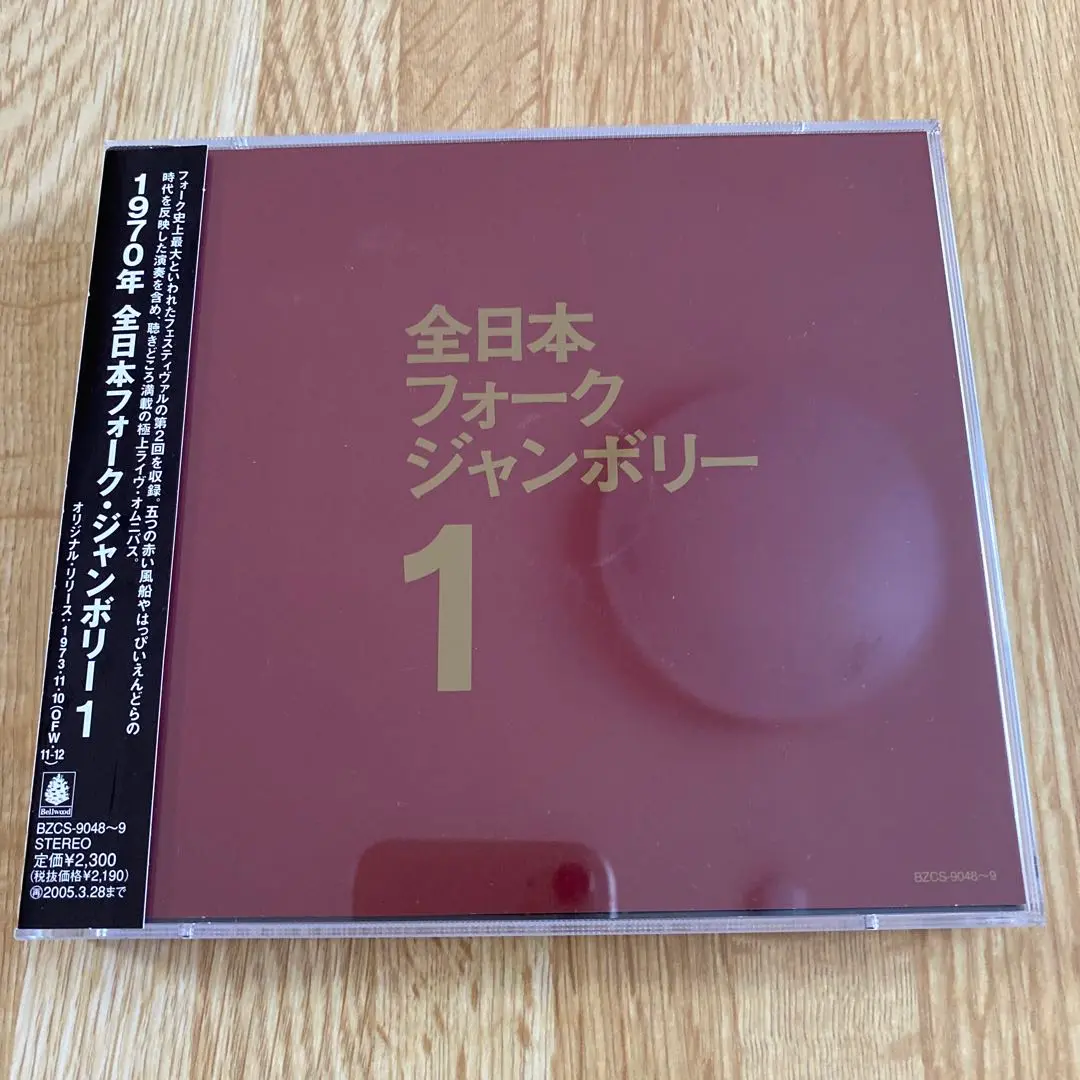 フォーク史上最大といわれたフェスティヴァルの第2回を収録。五つの赤い風船やはっぴいえんどらの
時代を反映した演奏を含め、聴きどころ満載の極上ライヴ・オムニバス。
1970年 全日本フォーク・ジャンボリー 1
オリジナル・リリース:1973・11・10(OFW・11-12)
Bellwood
BZCS-9048〜9
STEREO
定価¥2,300
(税抜価格¥2,190)
再2005.3.28まで
全日本
フォーク
ジャンボリー
1
BZCS-9048〜9